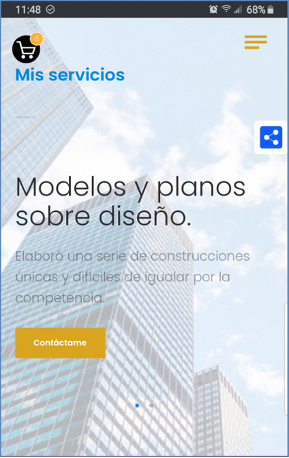 11:48
68%
0
Mis servicios
Modelos y planos
sobre diseño.
Elaboró una serie de construcciones
únicas y difíciles de igualar por la
competencia.
Contáctame